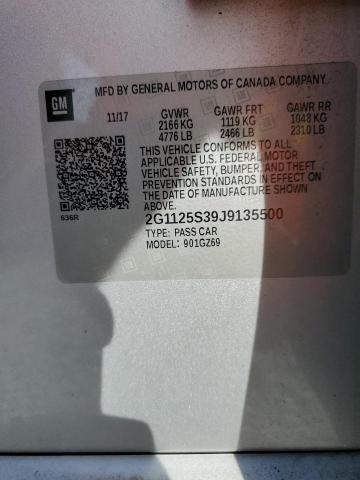 GM
MFD BY GENERAL MOTORS OF CANADA COMPANY
11/17 GVWR GAWR FRT GAWR RR
2166 KG 1119 KG 1048 KG
4776 LB 2466 LB 2310 LB
THIS VEHICLE CONFORMS TO ALL
APPLICABLE U.S. FEDERAL MOTOR
VEHICLE SAFETY, BUMPER, AND THEFT
PREVENTION STANDARDS IN EFFECT ON
THE DATE OF MANUFACTURE SHOWN
ABOVE.
636R
2G1125S39J9135500
TYPE: PASS CAR
MODEL: 901GZ69